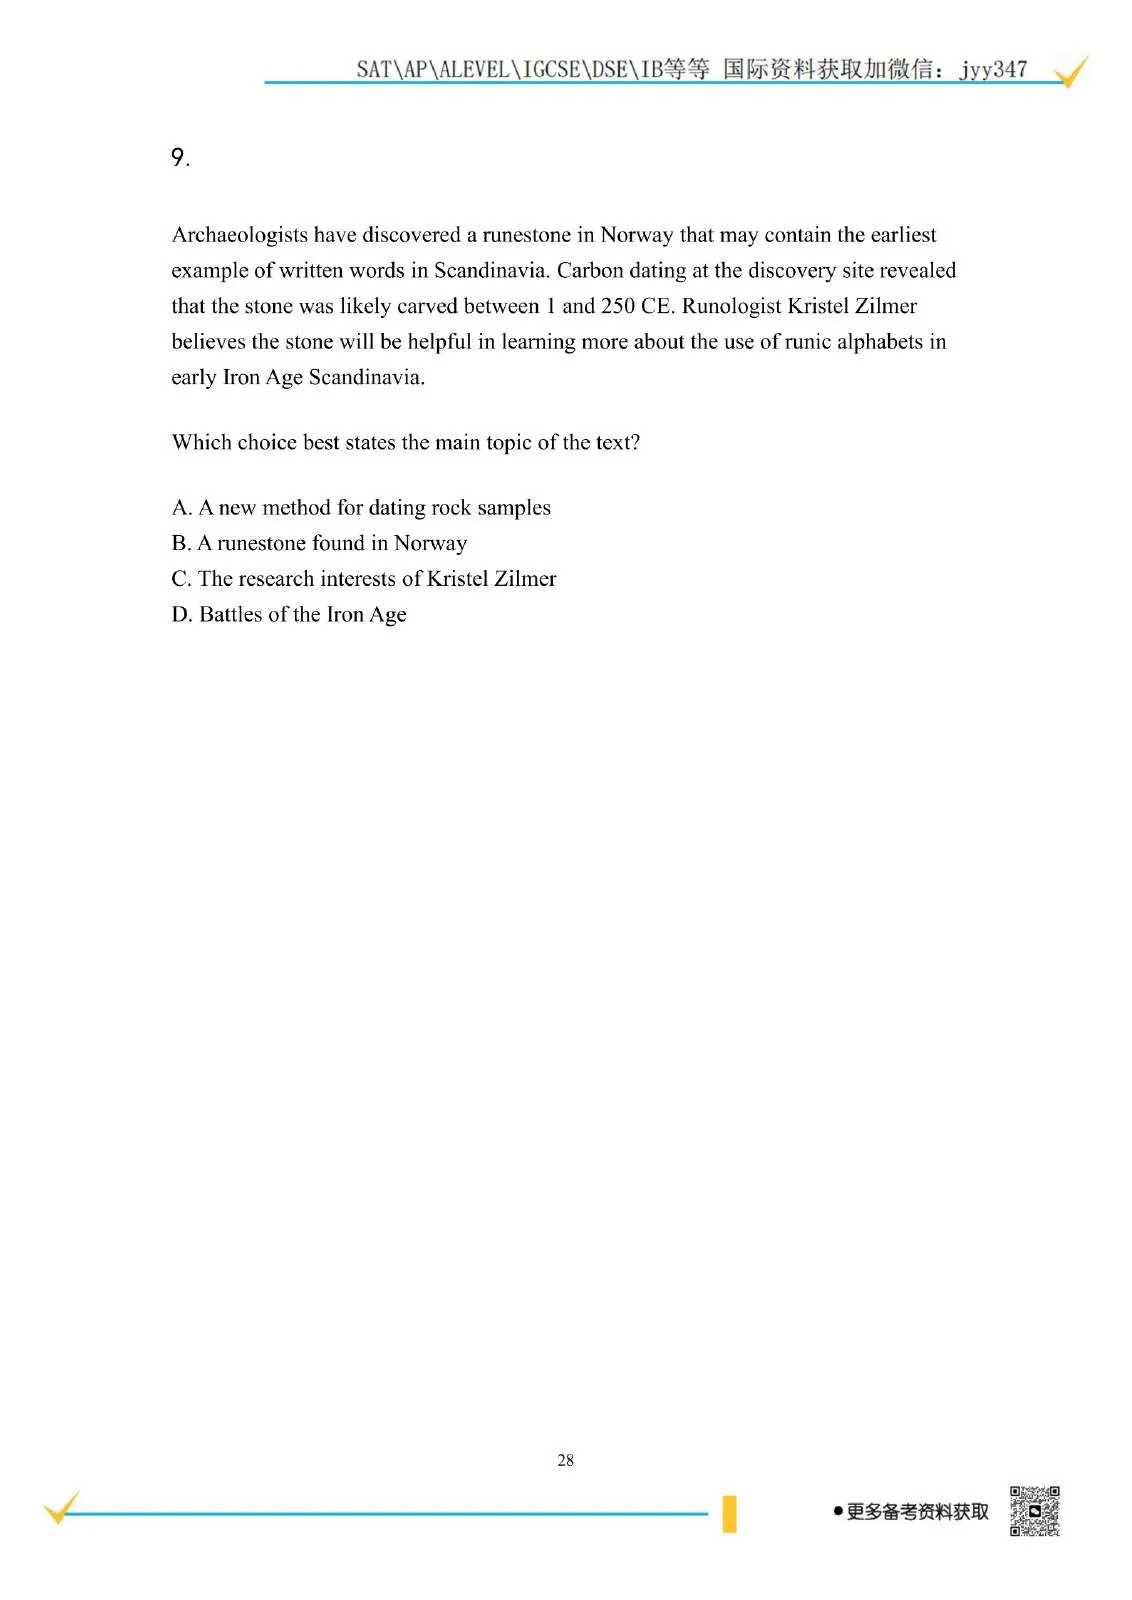 SAT\AP\ALEVEL\IGCSE\DSE\IB等等 国际资料获取加微信：jyy347
9.
Archaeologists have discovered a runestone in Norway that may contain the earliest
example of written words in Scandinavia. Carbon dating at the discovery site revealed
that the stone was likely carved between 1 and 250 CE. Runologist Kristel Zilmer
believes the stone will be helpful in learning more about the use of runic alphabets in
early Iron Age Scandinavia.
Which choice best states the main topic of the text?
A. A new method for dating rock samples
B. A runestone found in Norway
C. The research interests of Kristel Zilmer
D. Battles of the Iron Age
28
●更多备考资料获取